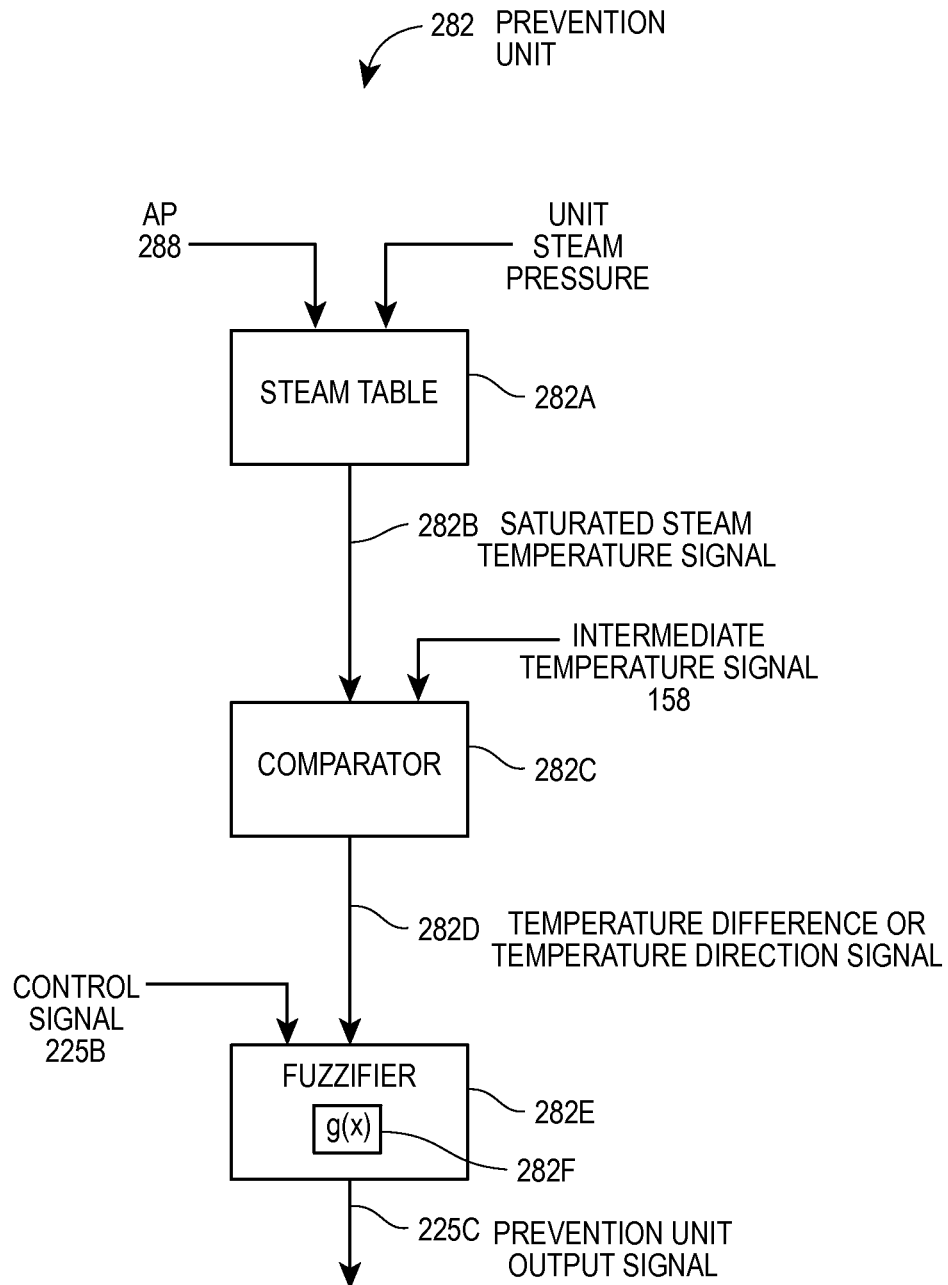 282 PREVENTION
UNIT
AP
288
UNIT
STEAM
PRESSURE
STEAM TABLE
282A
282B SATURATED STEAM
TEMPERATURE SIGNAL
INTERMEDIATE
TEMPERATURE SIGNAL
158
COMPARATOR
282C
282D TEMPERATURE DIFFERENCE OR
TEMPERATURE DIRECTION SIGNAL
CONTROL
SIGNAL
225B
FUZZIFIER
g(x)
282E
282F
225C PREVENTION UNIT
OUTPUT SIGNAL